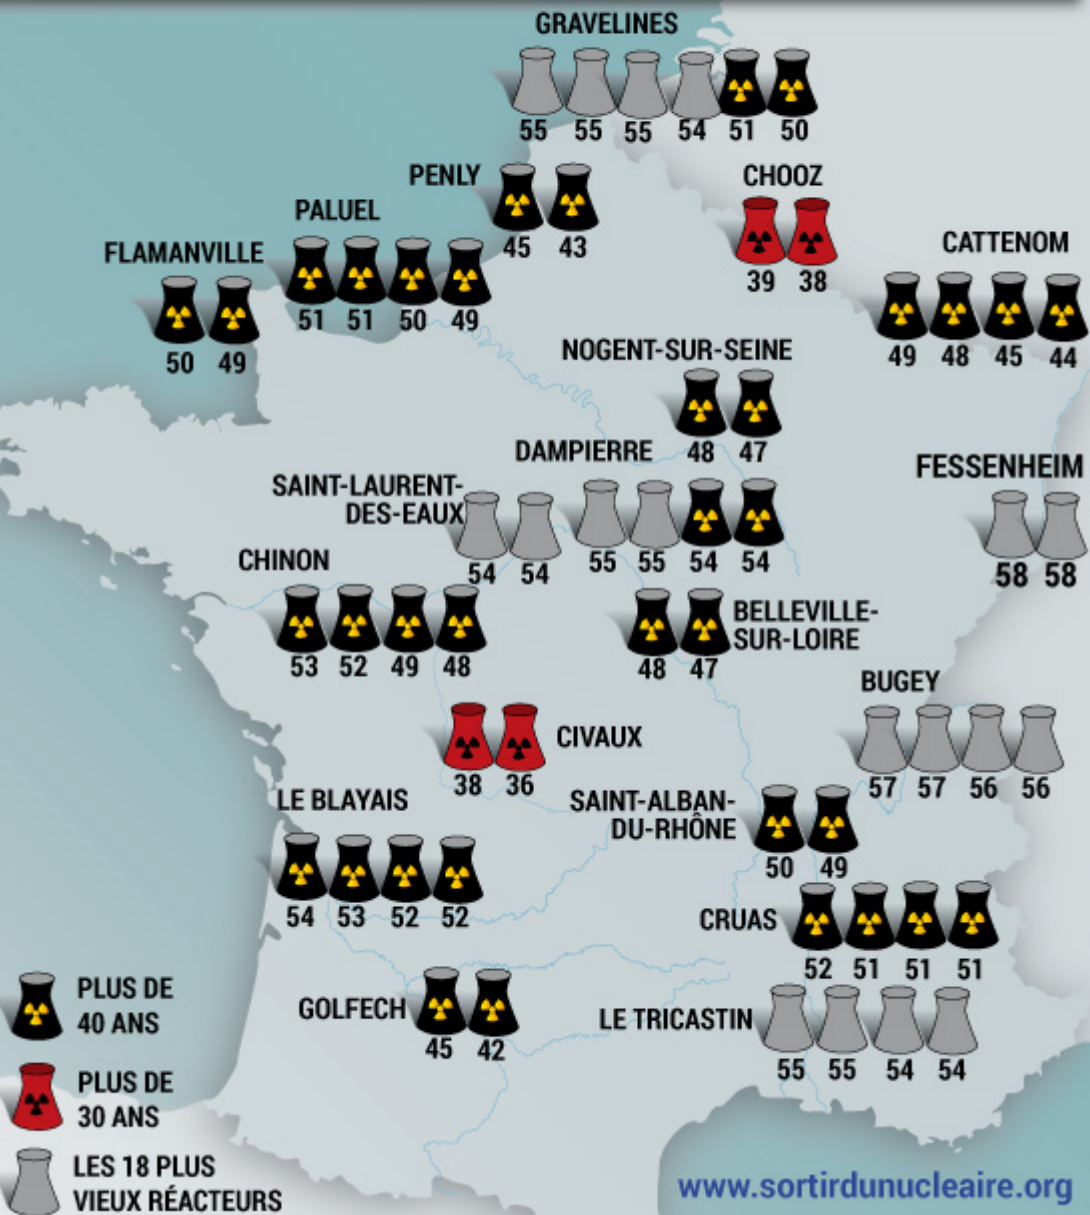 GRAVELINES
55 55 55 54 51 50
PENLY
45 43
CHOOZ
39 38
PALUEL
51 51 50 49
FLAMANVILLE
50 49
CATTENOM
49 48 45 44
NOGENT-SUR-SEINE
48 47
DAMPIERRE
55 55 54 54
FESSENHEIM
58 58
SAINT-LAURENT-
DES-EAUX
54 54
CHINON
53 52 49 48
BELLEVILLE-
SUR-LOIRE
48 47
BUGEY
57 57 56 56
CIVAUX
38 36
LE BLAYAIS
54 53 52 52
SAINT-ALBAN-
DU-RHÔNE
50 49
CRUAS
52 51 51 51
GOLFECH
45 42
LE TRICASTIN
55 55 54 54
PLUS DE
40 ANS
PLUS DE
30 ANS
LES 18 PLUS
VIEUX RÉACTEURS
www.sortirdunucleaire.org